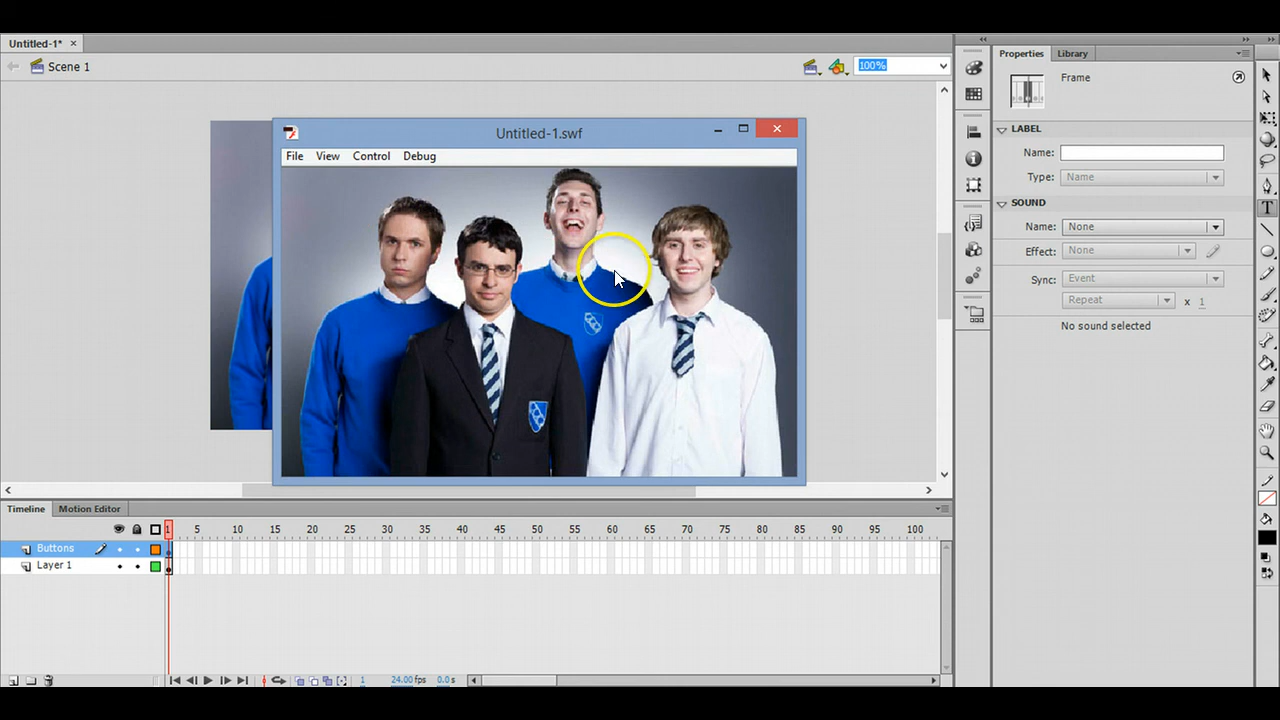 Untitled-1*
Scene 1
100%
Untitled-1.swf
File View Control Debug
Properties Library
Frame
LABEL
Name:
Type: Name
SOUND
Name: None
Effect: None
Sync: Event
Repeat x 1
No sound selected
Timeline Motion Editor
1 5 10 15 20 25 30 35 40 45 50 55 60 65 70 75 80 85 90 95 100
Buttons
Layer 1
1 24.00 fps 0.0 s